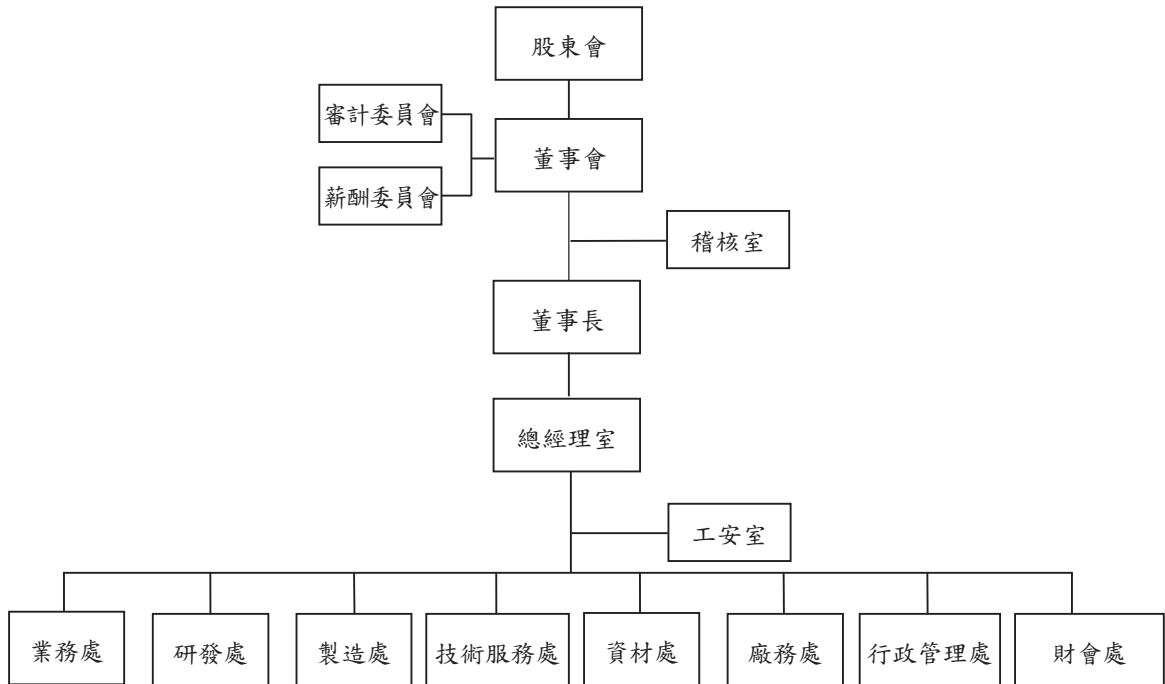 股東會
審計委員會
董事會
薪酬委員會
稽核室
董事長
總經理室
工安室
業務處
研發處
製造處
技術服務處
資材處
廠務處
行政管理處
財會處